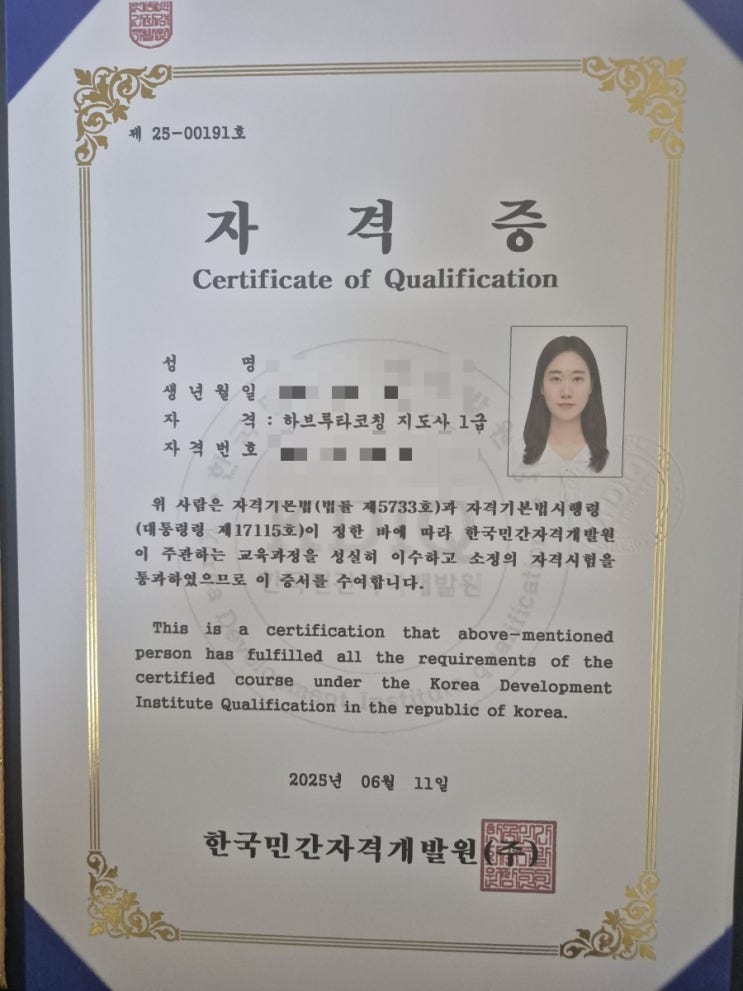 제 25-00191호
자 격 증
Certificate of Qualification
성 명
생 년 월 일
자 격 : 하브루타코칭 지도사 1급
자 격 번 호
위 사람은 자격기본법(법률 제5733호)과 자격기본법시행령
(대통령령 제17115호)이 정한 바에 따라 한국민간자격개발원
이 주관하는 교육과정을 성실히 이수하고 소정의 자격시험을
통과하였으므로 이 증서를 수여합니다.
This is a certification that above-mentioned
person has fulfilled all the requirements of the
certified course under the Korea Development
Institute Qualification in the republic of korea.
2025년 06월 11일
한국민간자격개발원(주)